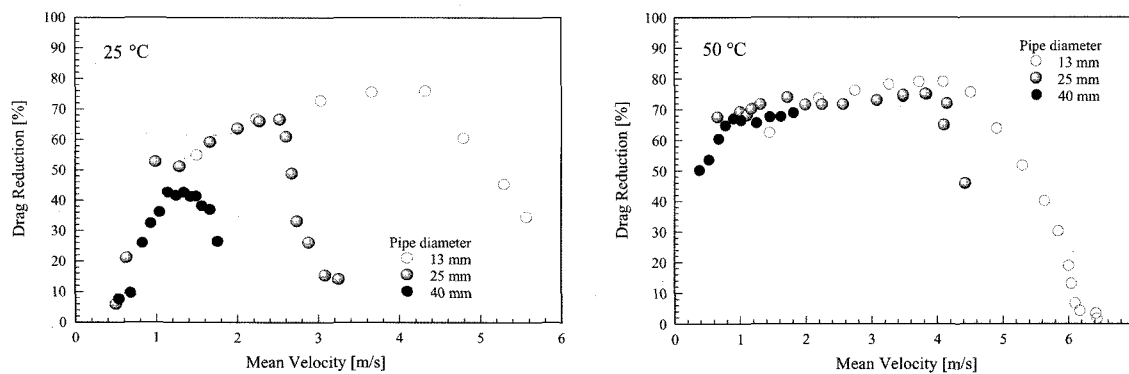 100
90
80
70
60
50
40
30
20
10
0
Drag Reduction [%]
25 °C
Pipe diameter
13 mm
25 mm
40 mm
0 1 2 3 4 5 6
Mean Velocity [m/s]
100
90
80
70
60
50
40
30
20
10
0
Drag Reduction [%]
50 °C
Pipe diameter
13 mm
25 mm
40 mm
0 1 2 3 4 5 6
Mean Velocity [m/s]